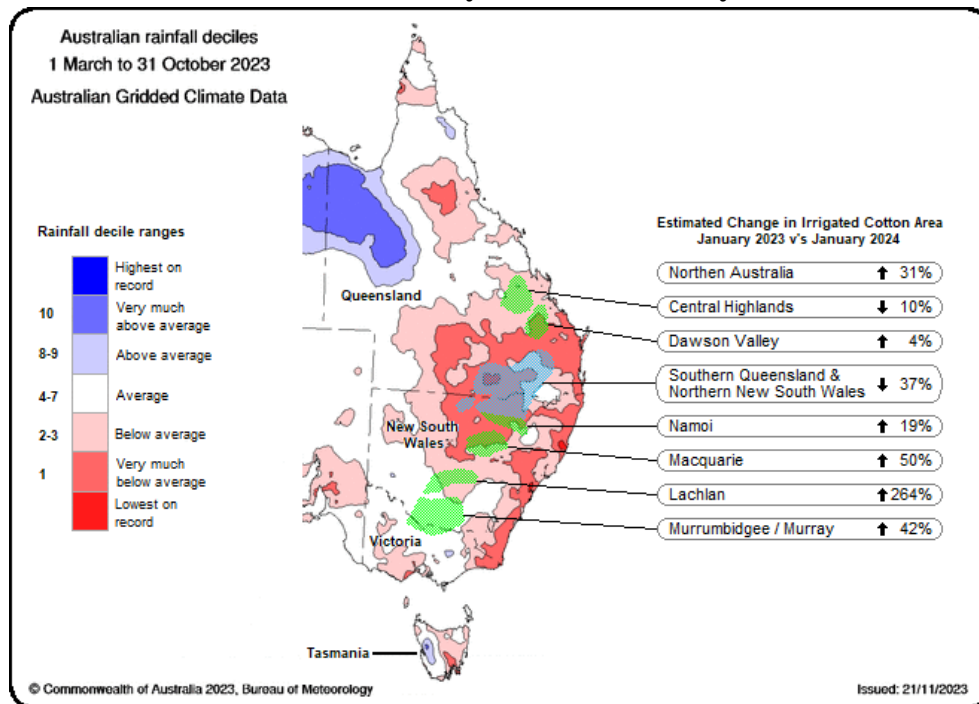 Australian rainfall deciles
1 March to 31 October 2023
Australian Gridded Climate Data
Rainfall decile ranges
Highest on
record
10
Very much
above average
8-9
Above average
4-7
Average
2-3
Below average
1
Very much
below average
Lowest on
record
Queensland
New South
Wales
Victoria
Tasmania
Estimated Change in Irrigated Cotton Area
January 2023 v's January 2024
Northen Australia ↑ 31%
Central Highlands ↓ 10%
Dawson Valley ↑ 4%
Southern Queensland &
Northern New South Wales ↓ 37%
Namoi ↑ 19%
Macquarie ↑ 50%
Lachlan ↑ 264%
Murrumbidgee / Murray ↑ 42%
© Commonwealth of Australia 2023, Bureau of Meteorology
Issued: 21/11/2023